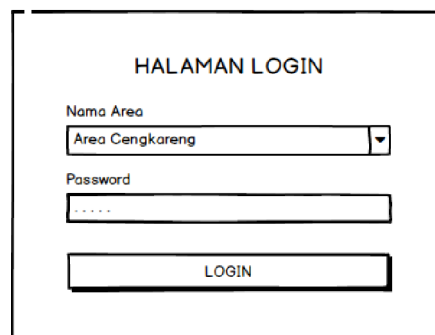 HALAMAN LOGIN
Nama Area
Area Cengkareng
Password
.....
LOGIN